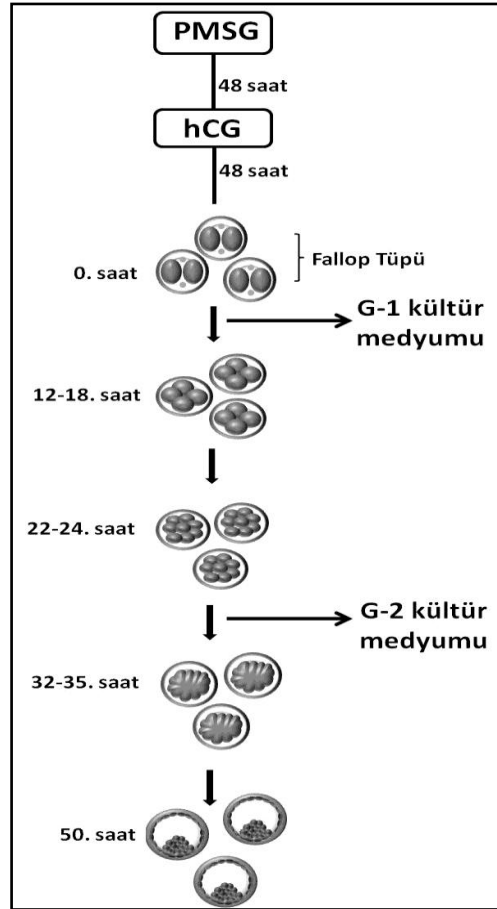 PMSG
48 saat
hCG
48 saat
Fallop Tüpü
0. saat
G-1 kültür
medyumu
12-18. saat
22-24. saat
G-2 kültür
medyumu
32-35. saat
50. saat